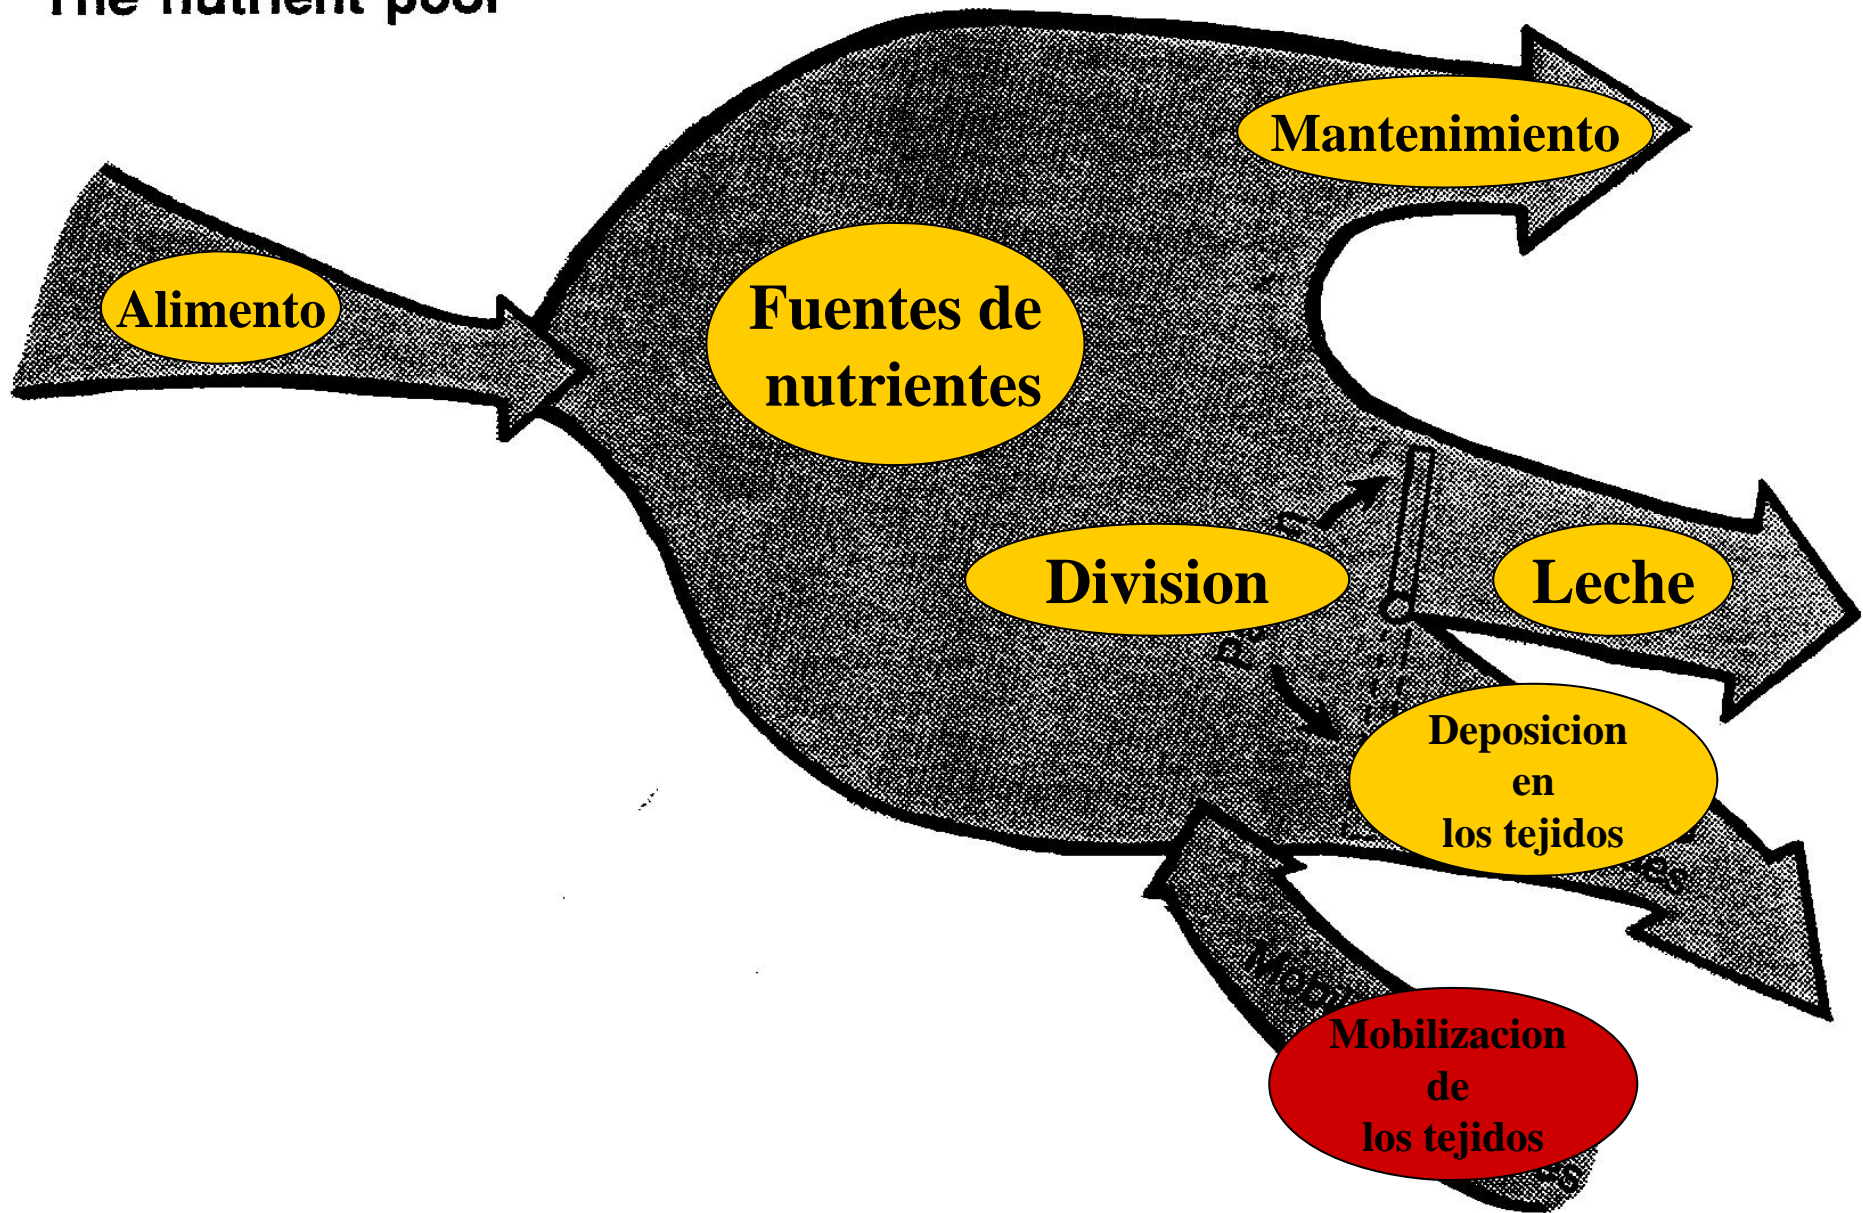 The nutrient pool
Mantenimiento
Alimento
Fuentes de
nutrientes
Division
Leche
Deposicion
en
los tejidos
Mobilizacion
de
los tejidos